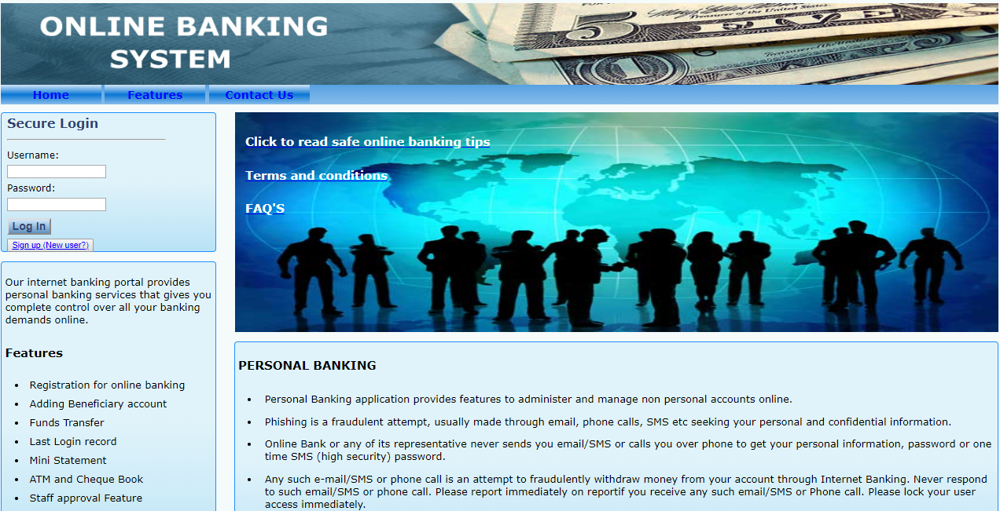 ONLINE BANKING
SYSTEM
Home
Features
Contact Us
Secure Login
Username:
Password:
Log In
Sign up (New user?)
Our internet banking portal provides
personal banking services that gives you
complete control over all your banking
demands online.
Features
• Registration for online banking
• Adding Beneficiary account
• Funds Transfer
• Last Login record
• Mini Statement
• ATM and Cheque Book
• Staff approval Feature
Click to read safe online banking tips
Terms and conditions
FAQ'S
PERSONAL BANKING
• Personal Banking application provides features to administer and manage non personal accounts online.
• Phishing is a fraudulent attempt, usually made through email, phone calls, SMS etc seeking your personal and confidential information.
• Online Bank or any of its representative never sends you email/SMS or calls you over phone to get your personal information, password or one
time SMS (high security) password.
• Any such e-mail/SMS or phone call is an attempt to fraudulently withdraw money from your account through Internet Banking. Never respond
to such email/SMS or phone call. Please report immediately on reportif you receive any such email/SMS or Phone call. Please lock your user
access immediately.